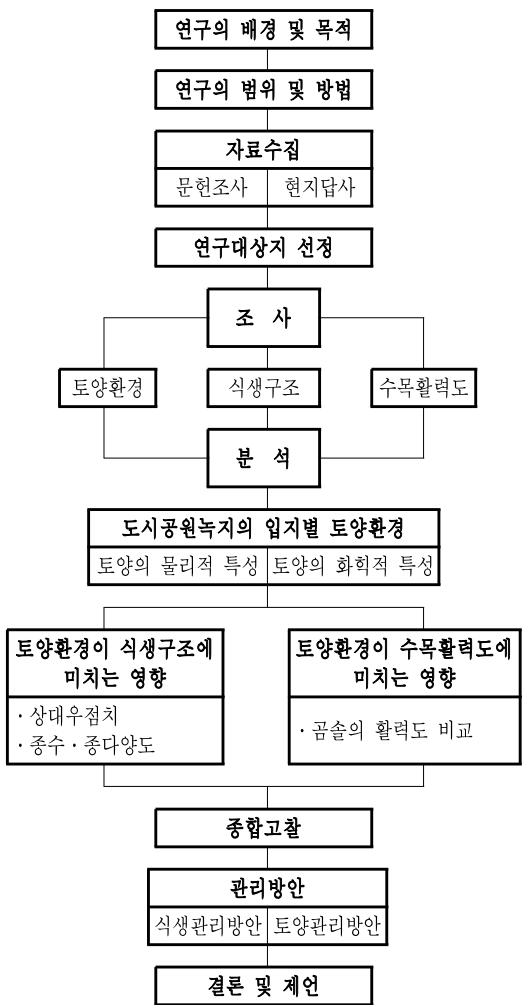 연구의 배경 및 목적
연구의 범위 및 방법
자료수집
문헌조사 현지답사
연구대상지 선정
조 사
토양환경 식생구조 수목활력도
분 석
도시공원녹지의 입지별 토양환경
토양의 물리적 특성 토양의 화힉적 특성
토양환경이 식생구조에
미치는 영향
· 상대우점치
· 종수 · 종다양도
토양환경이 수목활력도에
미치는 영향
· 곰솔의 활력도 비교
종합고찰
관리방안
식생관리방안 토양관리방안
결론 및 제언